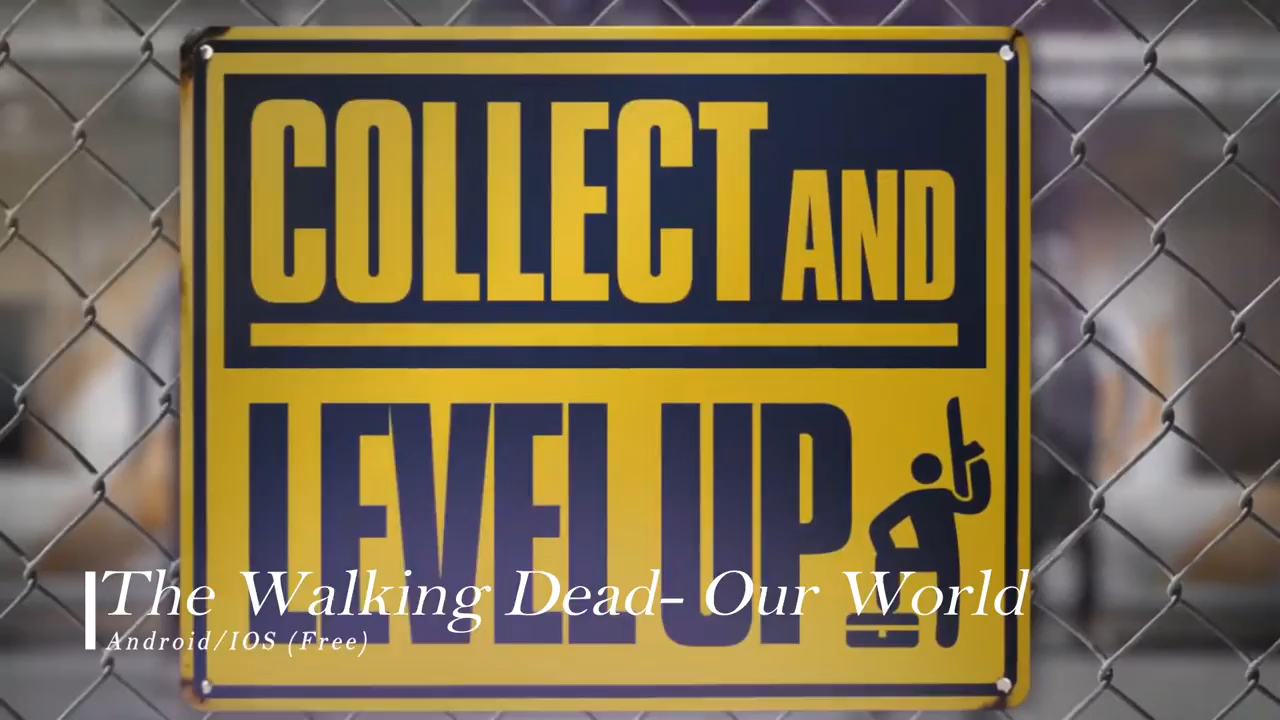 COLLECT AND
LEVEL UP
The Walking Dead- Our World
Android/IOS (Free)